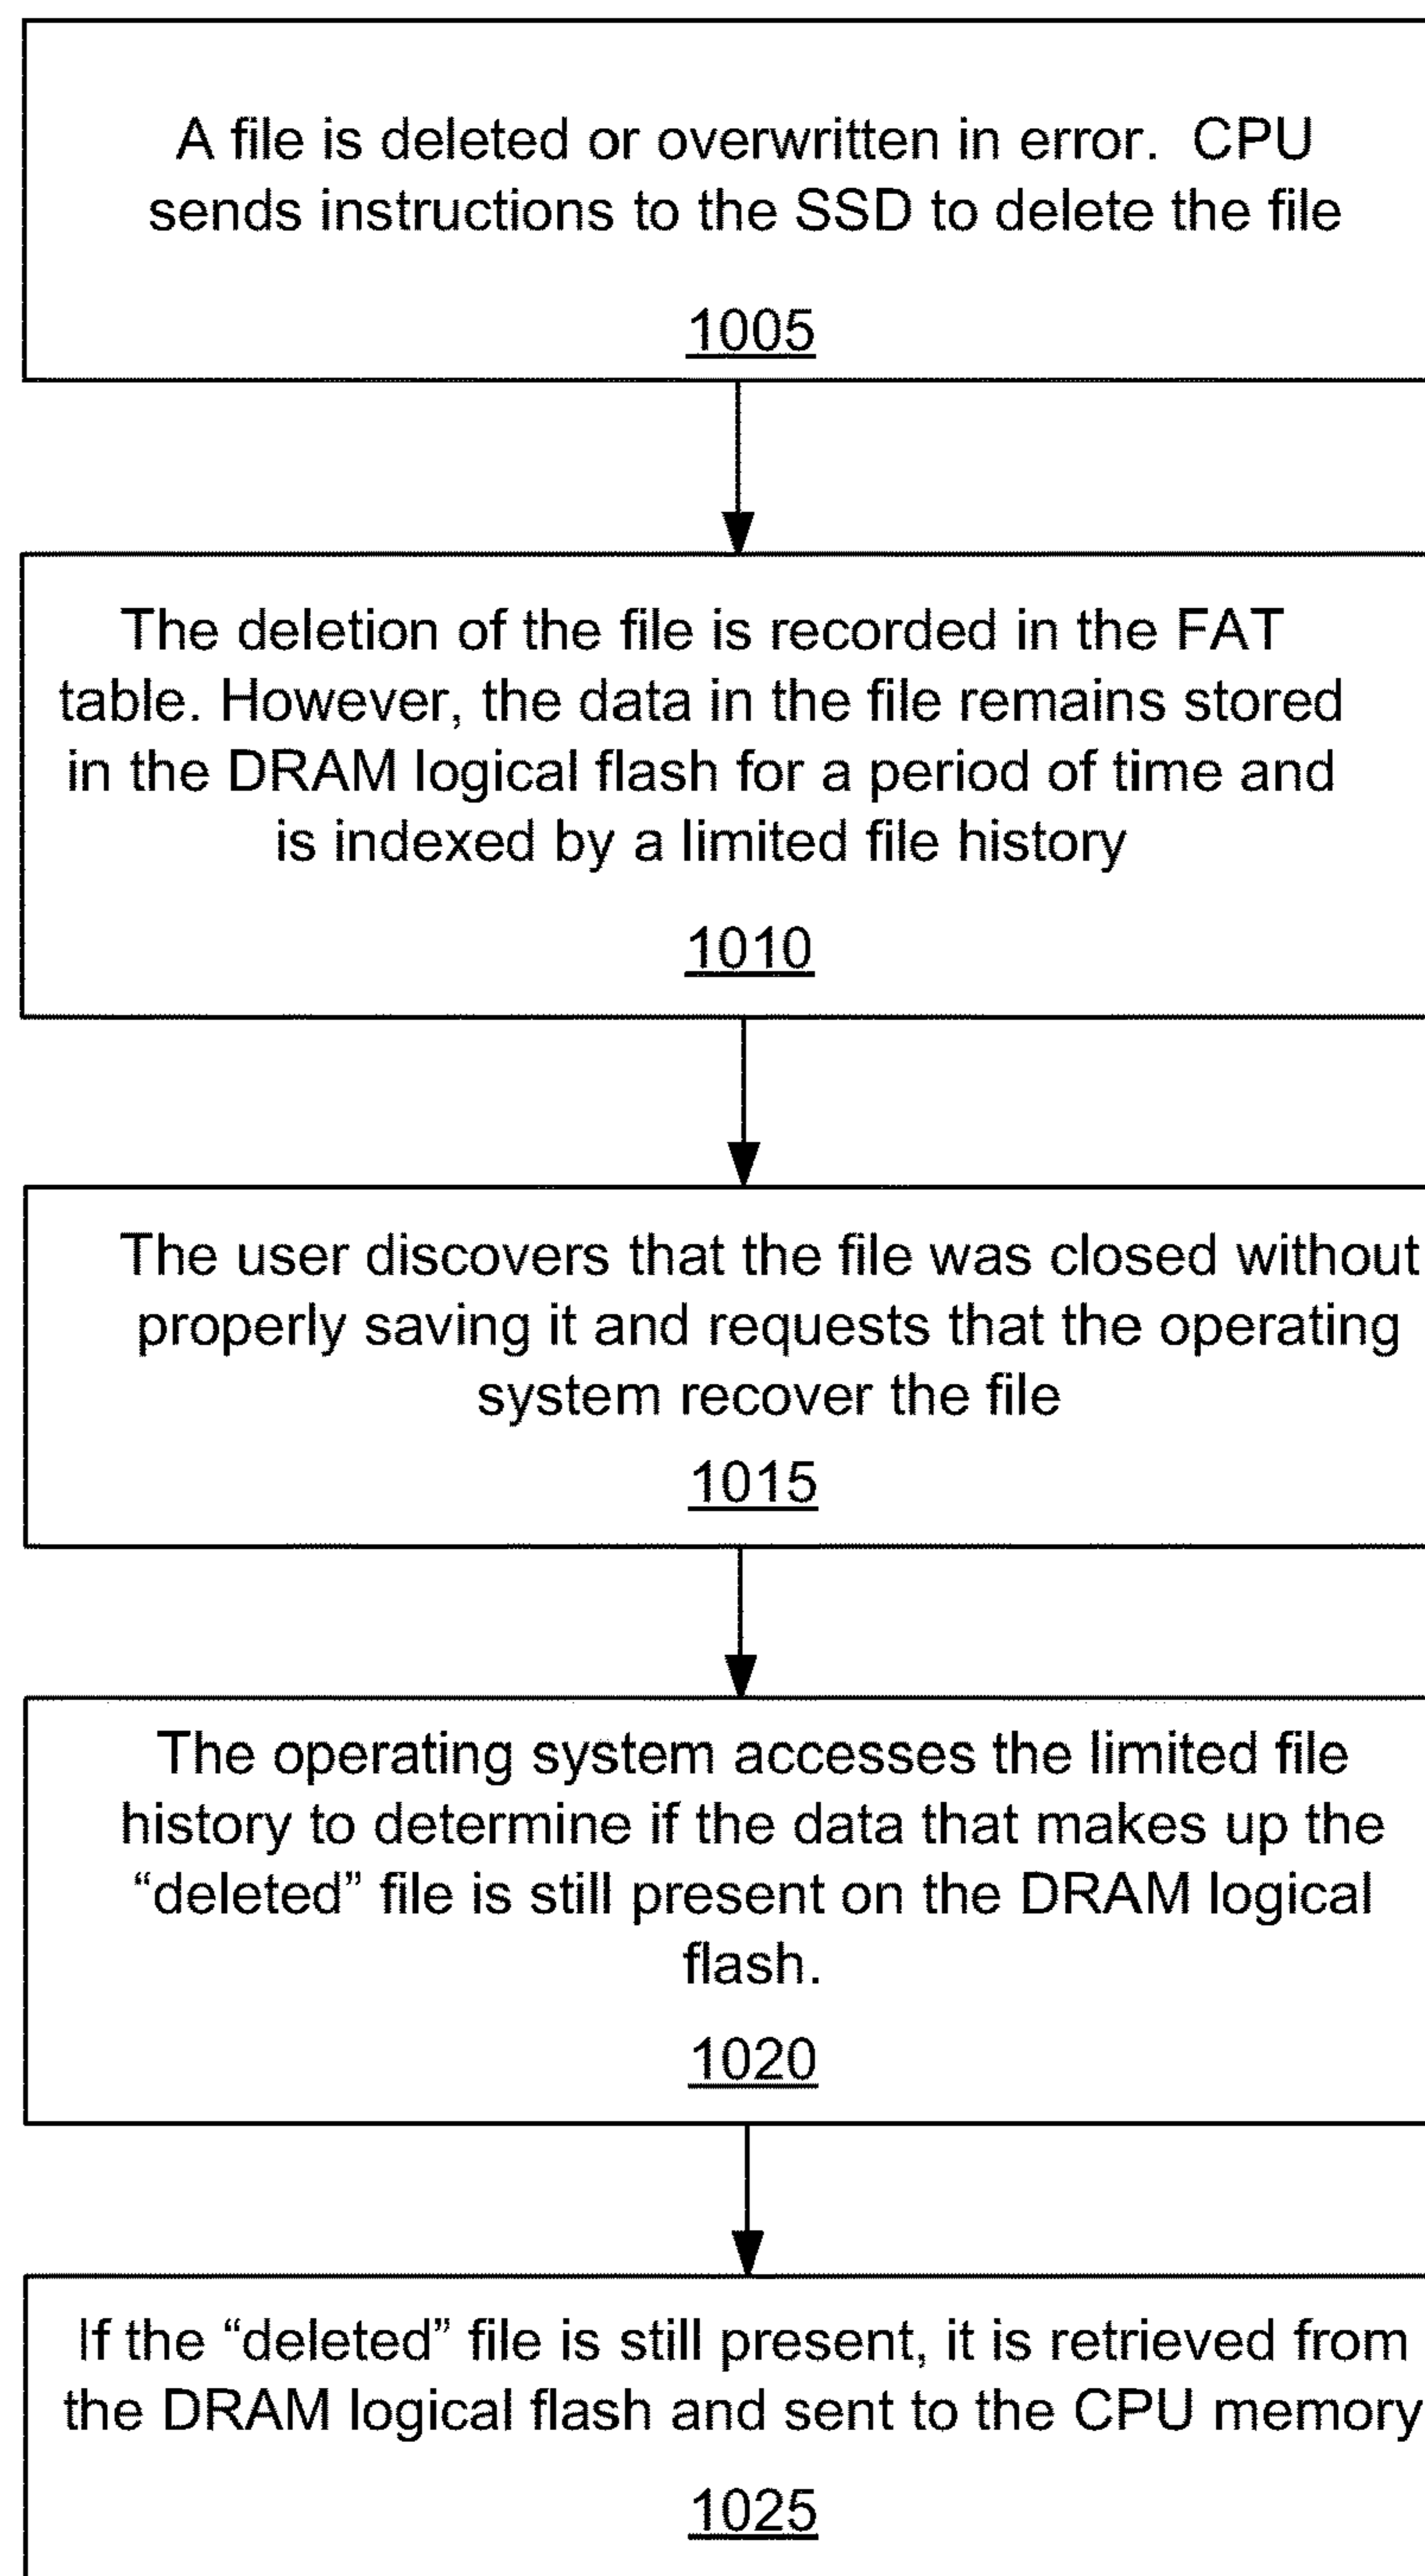 A file is deleted or overwritten in error.  CPU
sends instructions to the SSD to delete the file
1005
The deletion of the file is recorded in the FAT
table. However, the data in the file remains stored
in the DRAM logical flash for a period of time and
is indexed by a limited file history
1010
The user discovers that the file was closed without
properly saving it and requests that the operating
system recover the file
1015
The operating system accesses the limited file
history to determine if the data that makes up the
“deleted” file is still present on the DRAM logical
flash.
1020
If the “deleted” file is still present, it is retrieved from
the DRAM logical flash and sent to the CPU memory
1025